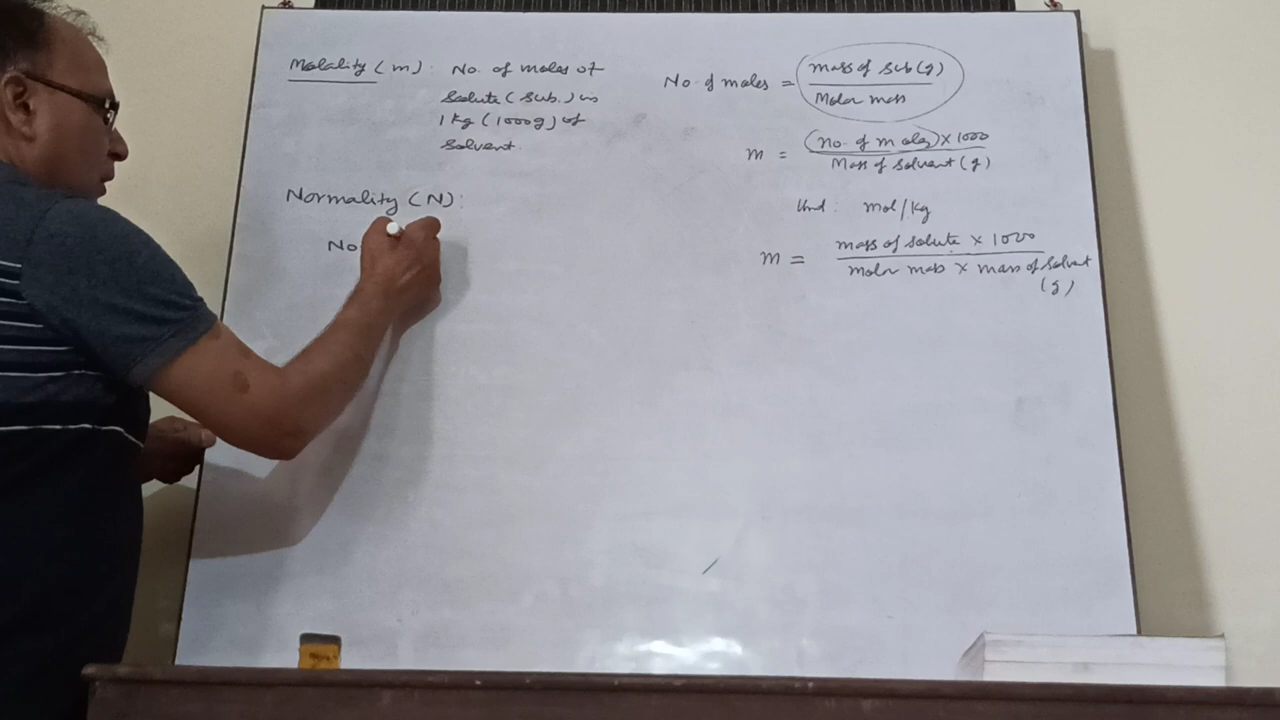 Molality (m): No. of moles of
Solute (sub.) in
1 kg (1000g) of
Solvent.
Normality (N):
No
No. of moles = mass of sub (g)
Molar mass
m = (No. of moles) x 1000
Mass of solvent (g)
Unit: mol/kg
m = mass of solute x 1000
molar mass x mass of solvent
(g)